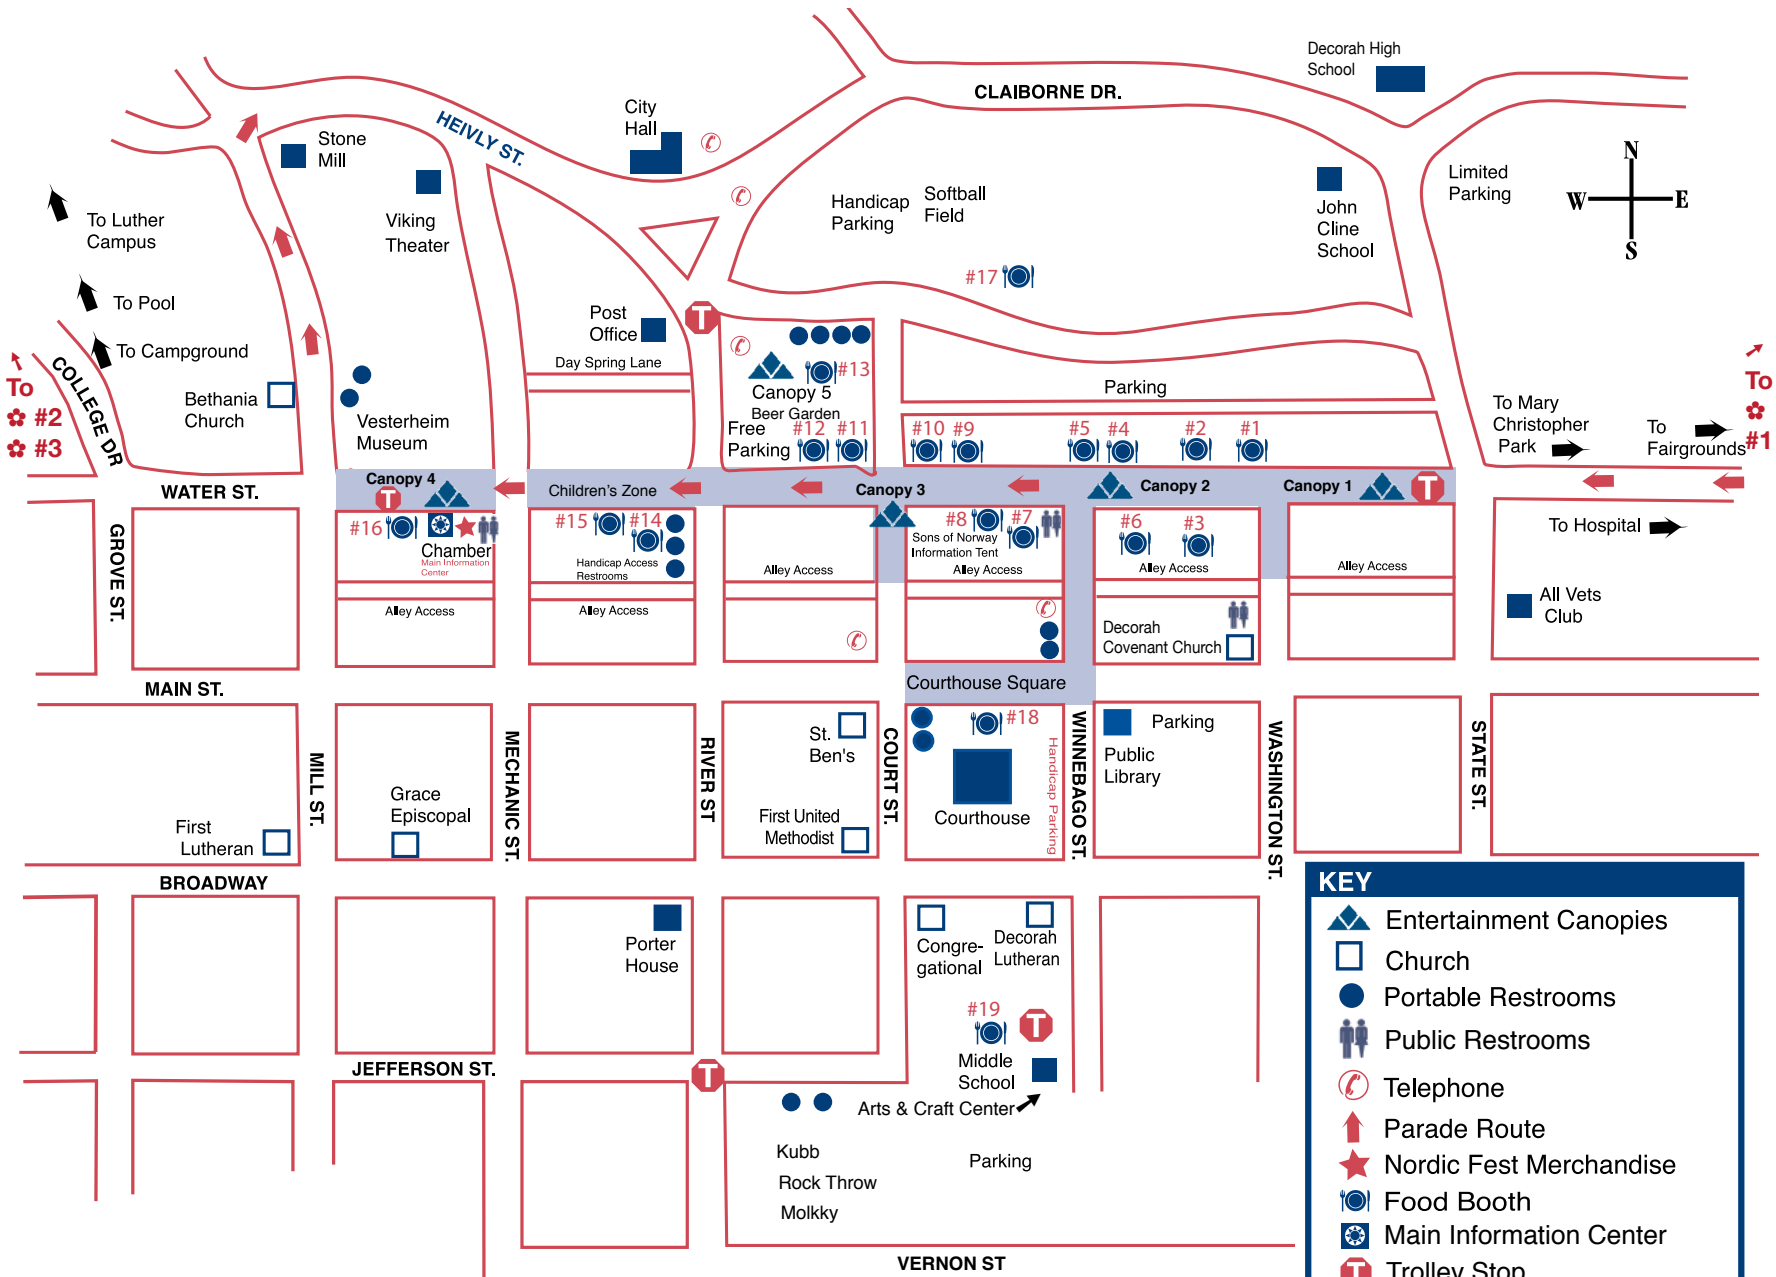 Decorah High
School
CLAIBORNE DR.
City
Hall
HEIVLY ST.
Stone
Mill
N
W
E
S
Limited
Parking
Handicap
Parking
Softball
Field
John
Cline
School
To Luther
Campus
Viking
Theater
#17
To Pool
Post
Office
T
To Campground
Day Spring Lane
#13
Canopy 5
Beer Garden
Free
Parking
#12
#11
#10
#9
#5
#4
#2
#1
Parking
To
#2
#3
COLLEGE DR
Bethania
Church
Vesterheim
Museum
To Mary
Christopher
Park
To
Fairgrounds
To
#1
WATER ST.
Canopy 4
T
Children's Zone
Canopy 3
Canopy 2
Canopy 1
T
#16
Chamber
Main Information
Center
#15
#14
Handicap Access
Restrooms
#8
#7
Sons of Norway
Information Tent
#6
#3
To Hospital
Alley Access
Alley Access
Alley Access
Alley Access
Alley Access
Alley Access
GROVE ST.
All Vets
Club
Decorah
Covenant Church
MAIN ST.
Courthouse Square
#18
Courthouse
Handicap Parking
Parking
Public
Library
St.
Ben's
First United
Methodist
Grace
Episcopal
First
Lutheran
MILL ST.
MECHANIC ST.
RIVER ST
COURT ST.
WINNEBAGO ST.
WASHINGTON ST.
STATE ST.
BROADWAY
Porter
House
Congre-
gational
Decorah
Lutheran
#19
T
Middle
School
JEFFERSON ST.
T
Arts & Craft Center
Kubb
Rock Throw
Molkky
Parking
VERNON ST
KEY
Entertainment Canopies
Church
Portable Restrooms
Public Restrooms
Telephone
Parade Route
Nordic Fest Merchandise
Food Booth
Main Information Center
T
Trolley Stop